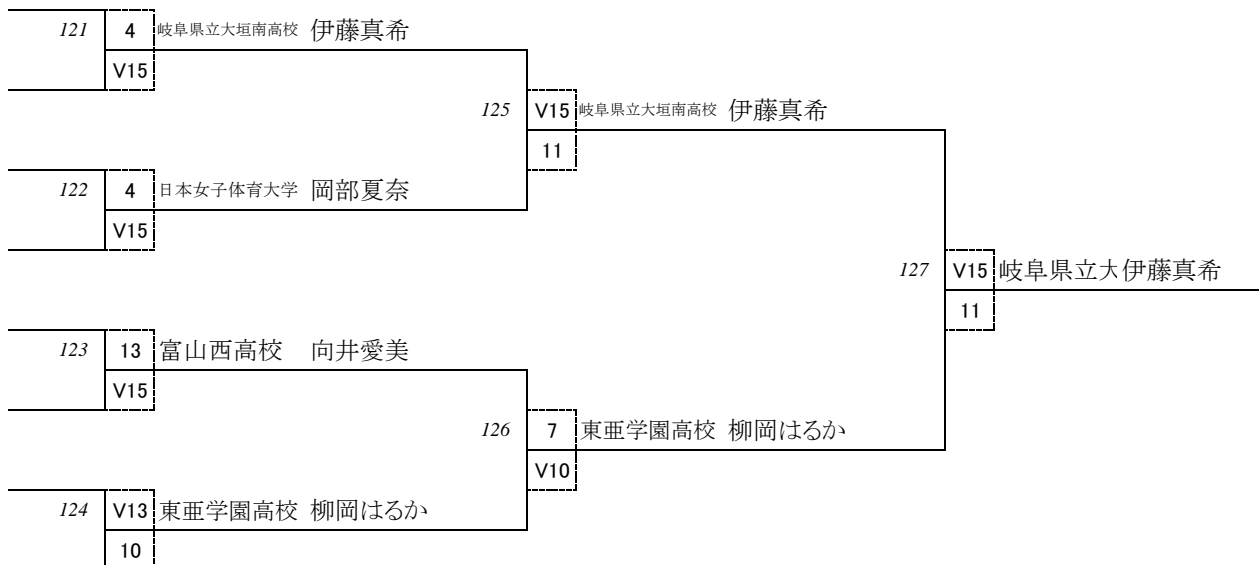 121 4 岐阜県立大垣南高校 伊藤真希
V15
125 V15 岐阜県立大垣南高校 伊藤真希
11
122 4 日本女子体育大学 岡部夏奈
V15
127 V15 岐阜県立大伊藤真希
11
123 13 富山西高校 向井愛美
V15
126 7 東亜学園高校 柳岡はるか
V10
124 V13 東亜学園高校 柳岡はるか
10